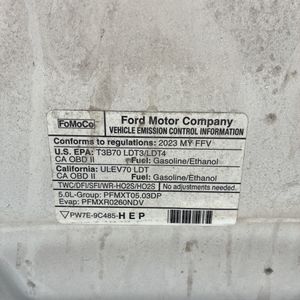 FoMoCo
Ford Motor Company
VEHICLE EMISSION CONTROL INFORMATION
Conforms to regulations: 2023 MY FFV
U.S. EPA: T3B70 LDT3/LDT4
CA OBD II Fuel: Gasoline/Ethanol
California: ULEV70 LDT
CA OBD II Fuel: Gasoline/Ethanol
TWC/DFI/SFI/WR-HO2S/HO2S No adjustments needed.
5.0L-Group: PFMXT05.03DP
Evap: PFMXR0260NDV
PW7E-9C485-HEP